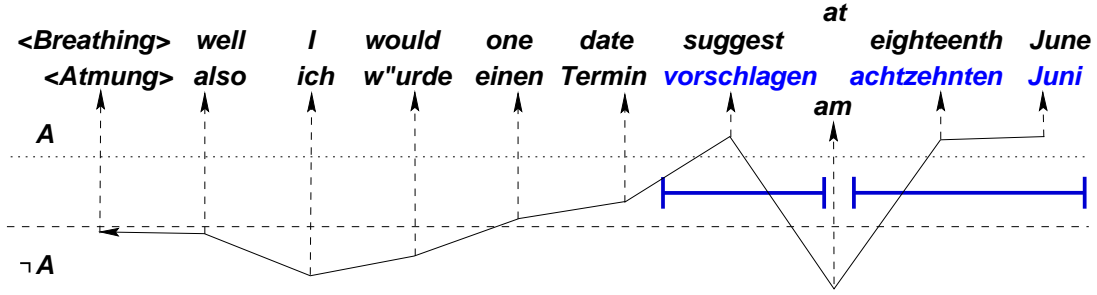 at
<Breathing> well I would one date suggest eighteenth June
<Atmung> also ich w"urde einen Termin vorschlagen achtzehnten Juni
am
A
¬A